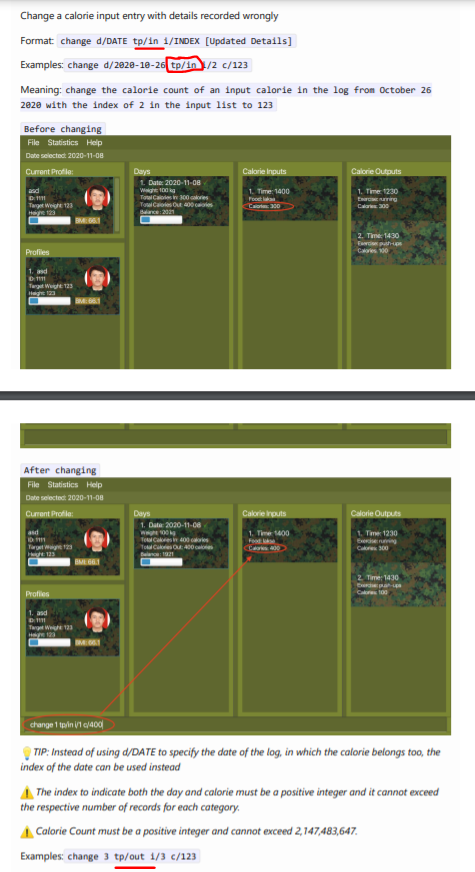 Change a calorie input entry with details recorded wrongly
Format: change d/DATE tp/in i/INDEX [Updated Details]
Examples: change d/2020-10-26 tp/in i/2 c/123
Meaning: change the calorie count of an input calorie in the log from October 26
2020 with the index of 2 in the input list to 123
Before changing
File Statistics Help
Date selected: 2020-11-08
Current Profile:
asd
ID: 1111
Target Weight: 123
Height: 123
BMI: 66.1
Profiles
1. asd
ID: 1111
Target Weight: 123
Height: 123
BMI: 66.1
Days
1. Date: 2020-11-08
Weight: 100 kg
Total Calories In: 300 calories
Total Calories Out: 400 calories
Balance: 2021
Calorie Inputs
1. Time: 1400
Food: laksa
Calories: 300
Calorie Outputs
1. Time: 1230
Exercise: running
Calories: 300
2. Time: 1430
Exercise: push-ups
Calories: 100
After changing
File Statistics Help
Date selected: 2020-11-08
Current Profile:
asd
ID: 1111
Target Weight: 123
Height: 123
BMI: 66.1
Profiles
1. asd
ID: 1111
Target Weight: 123
Height: 123
BMI: 66.1
Days
1. Date: 2020-11-08
Weight: 100 kg
Total Calories In: 400 calories
Total Calories Out: 400 calories
Balance: 1921
Calorie Inputs
1. Time: 1400
Food: laksa
Calories: 400
Calorie Outputs
1. Time: 1230
Exercise: running
Calories: 300
2. Time: 1430
Exercise: push-ups
Calories: 100
change 1 tp/in i/1 c/400
TIP: Instead of using d/DATE to specify the date of the log, in which the calorie belongs too, the
index of the date can be used instead
The index to indicate both the day and calorie must be a positive integer and it cannot exceed
the respective number of records for each category.
Calorie Count must be a positive integer and cannot exceed 2,147,483,647.
Examples: change 3 tp/out i/3 c/123